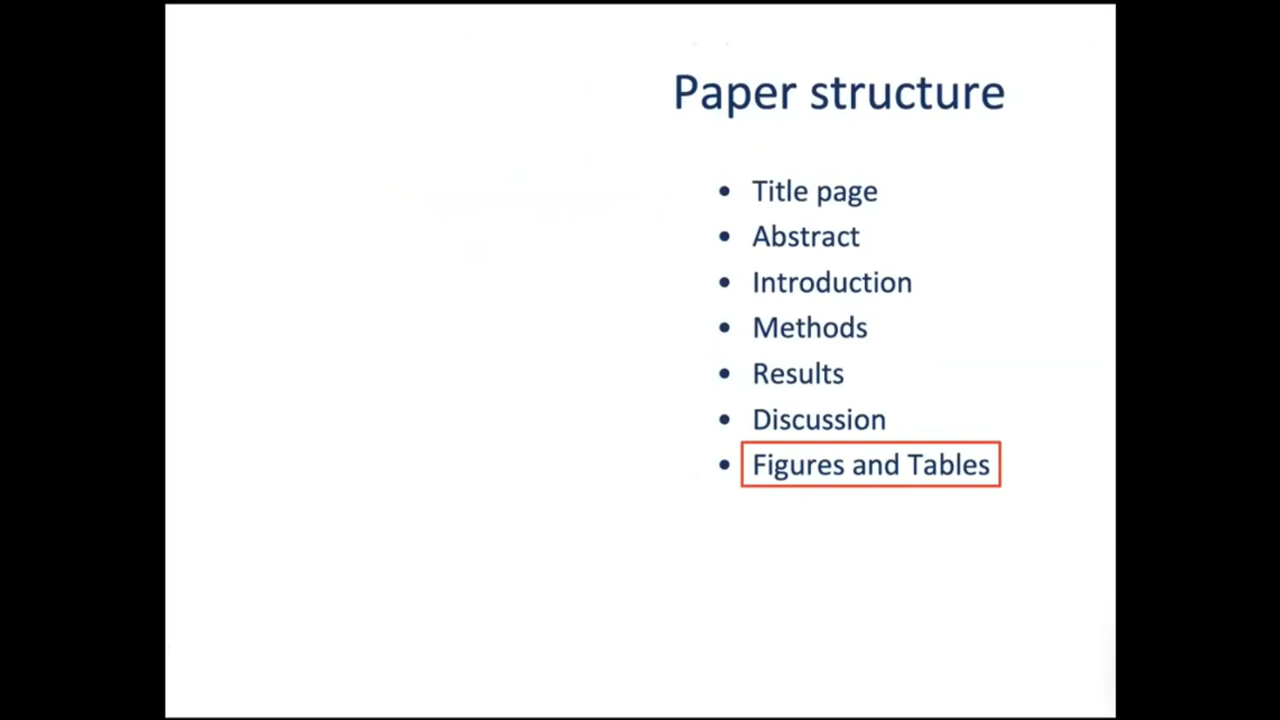 Paper structure
• Title page
• Abstract
• Introduction
• Methods
• Results
• Discussion
• Figures and Tables